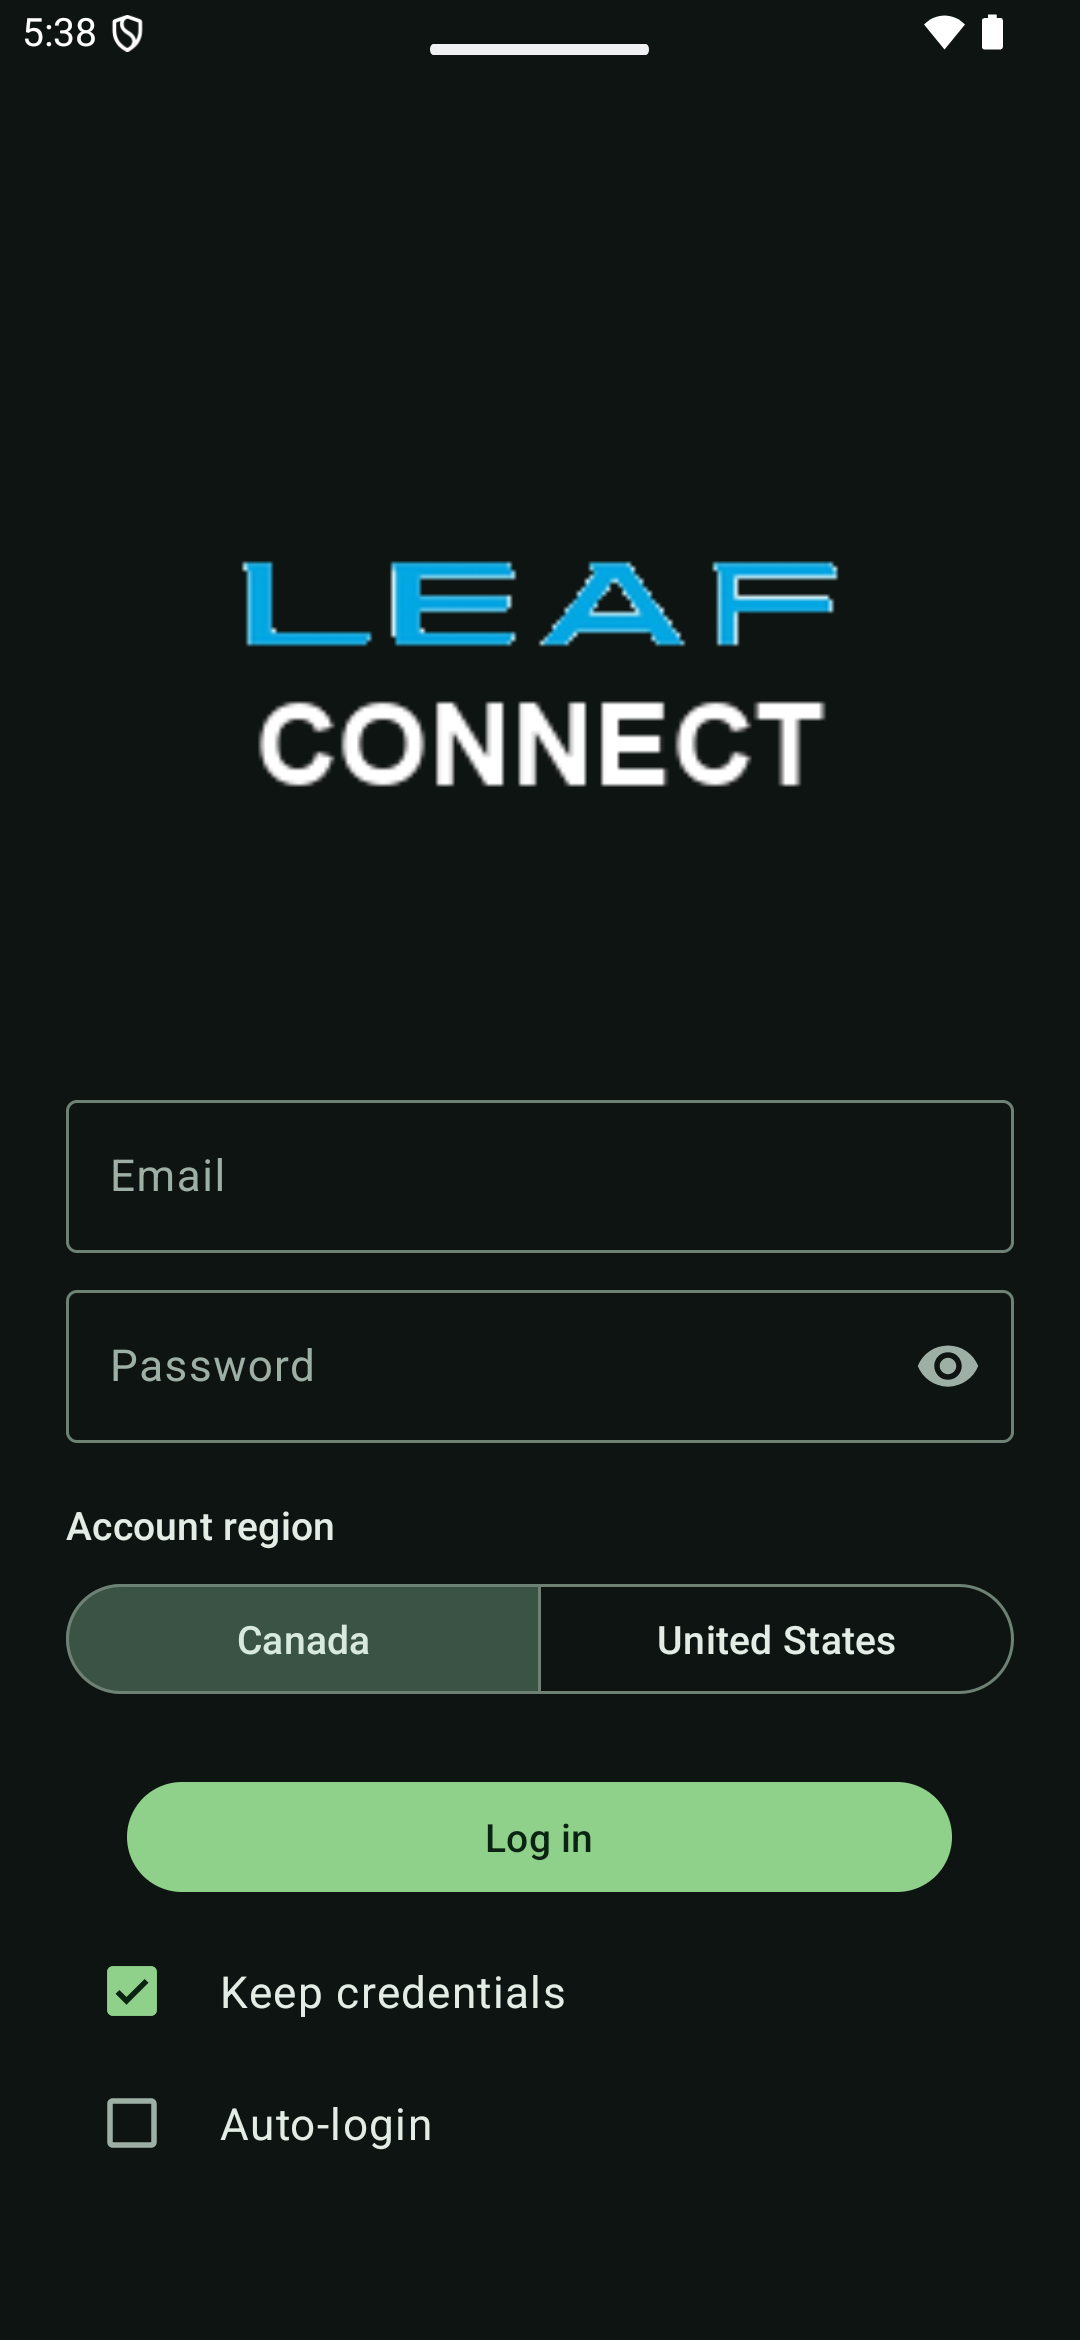 5:38
LEAF
CONNECT
Email
Password
Account region
Canada
United States
Log in
Keep credentials
Auto-login